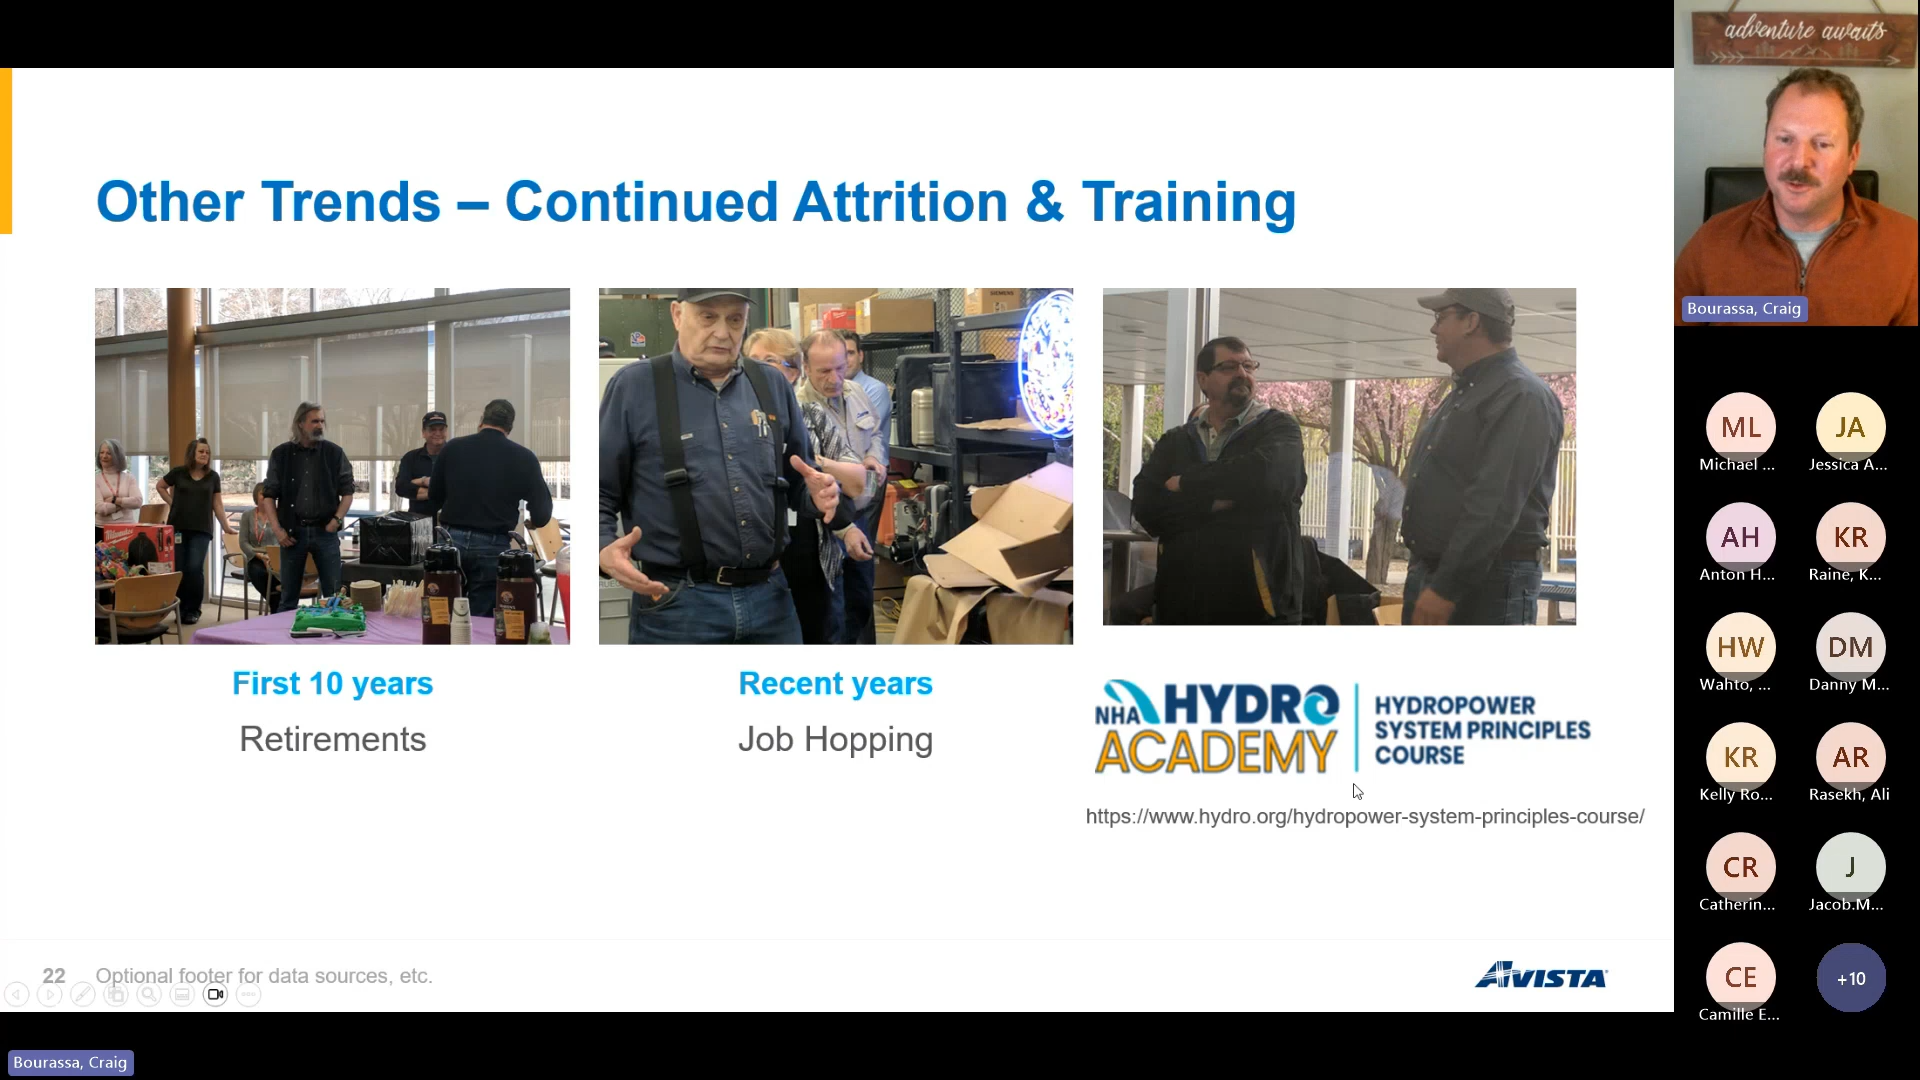 adventure awaits
Bourassa, Craig
Other Trends – Continued Attrition & Training
First 10 years
Retirements
Recent years
Job Hopping
NHA HYDRO
ACADEMY
HYDROPOWER
SYSTEM PRINCIPLES
COURSE
https://www.hydro.org/hydropower-system-principles-course/
22 Optional footer for data sources, etc.
AVISTA
ML
Michael ...
JA
Jessica A...
AH
Anton H...
KR
Raine, K...
HW
Wahto, ...
DM
Danny M...
KR
Kelly Ro...
AR
Rasekh, Ali
CR
Catherin...
J
Jacob.M...
CE
Camille E...
+10
Bourassa, Craig